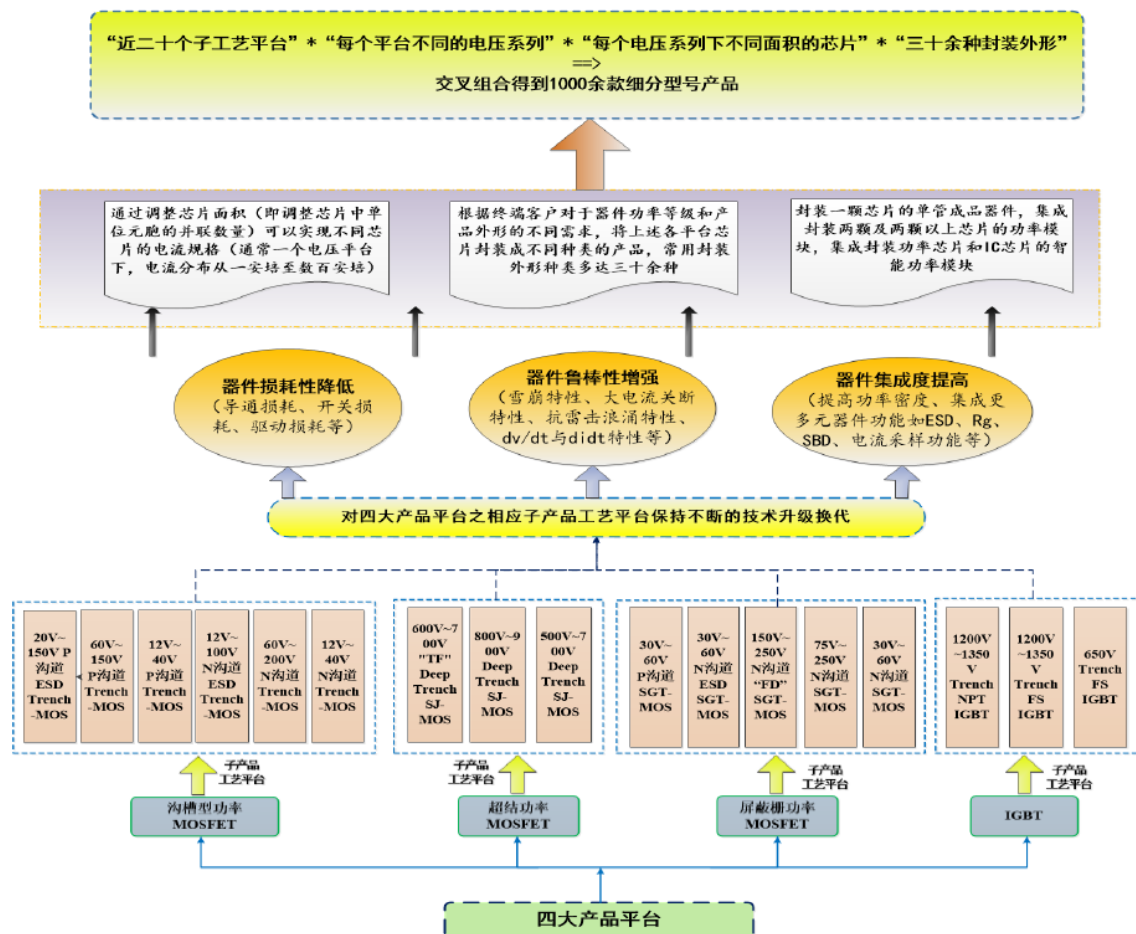 “近二十个子工艺平台”*“每个平台不同的电压系列”*“每个电压系列下不同面积的芯片”*“三十余种封装外形”
==>
交叉组合得到1000余款细分型号产品
通过调整芯片面积（即调整芯片中单
位元胞的并联数量）可以实现不同芯
片的电流规格（通常一个电压平台
下，电流分布从一安培至数百安培）
根据终端客户对于器件功率等级和产
品外形的不同需求，将上述各平台芯
片封装成不同种类的产品，常用封装
外形种类多达三十余种
封装一颗芯片的单管成品器件，集成
封装两颗及两颗以上芯片的功率模
块，集成封装功率芯片和IC芯片的智
能功率模块
器件损耗性降低
（导通损耗、开关损
耗、驱动损耗等）
器件鲁棒性增强
（雪崩特性、大电流关断
特性、抗雷击浪涌特性、
dv/dt与didt特性等）
器件集成度提高
（提高功率密度、集成更
多元器件功能如ESD、Rg、
SBD、电流采样功能等）
对四大产品平台之相应子产品工艺平台保持不断的技术升级换代
20V~
150V P
沟道
ESD
Trench
-MOS
60V~
150V
P沟道
Trench
-MOS
12V~
40V P
沟道
Trench
-MOS
12V~
100V
N沟道
ESD
Trench
-MOS
60V~
200V
N沟道
Trench
-MOS
12V~
40V N
沟道
Trench
-MOS
600V~7
00V
"TF"
Deep
Trench
SJ-
MOS
800V~9
00V
Deep
Trench
SJ-
MOS
500V~7
00V
Deep
Trench
SJ-
MOS
30V~
60V P
沟道
SGT-
MOS
30V~
60V N
沟道
ESD
SGT-
MOS
150V~
250V
N沟道
“FD”
SGT-
MOS
75V~
250V
N沟道
SGT-
MOS
30V~
60V N
沟道
SGT-
MOS
1200V
~1350
V
Trench
NPT
IGBT
1200V
~1350
V
Trench
FS
IGBT
650V
Trench
FS
IGBT
子产品
工艺平台
子产品
工艺平台
子产品
工艺平台
子产品
工艺平台
沟槽型功率
MOSFET
超结功率
MOSFET
屏蔽栅功率
MOSFET
IGBT
四大产品平台